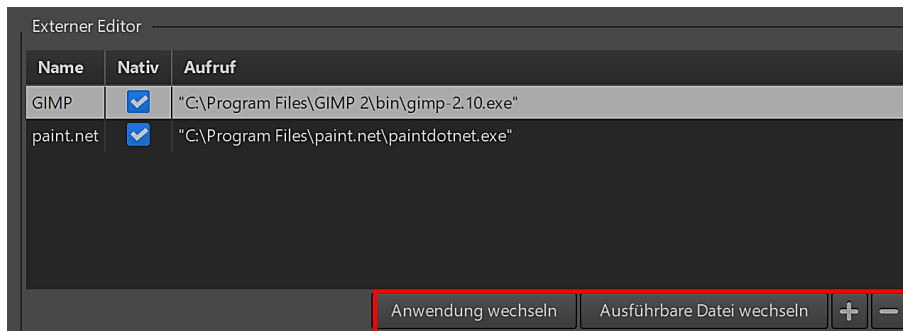 Externer Editor
Name Nativ Aufruf
GIMP "C:\Program Files\GIMP 2\bin\gimp-2.10.exe"
paint.net "C:\Program Files\paint.net\paintdotnet.exe"
Anwendung wechseln Ausführbare Datei wechseln + −